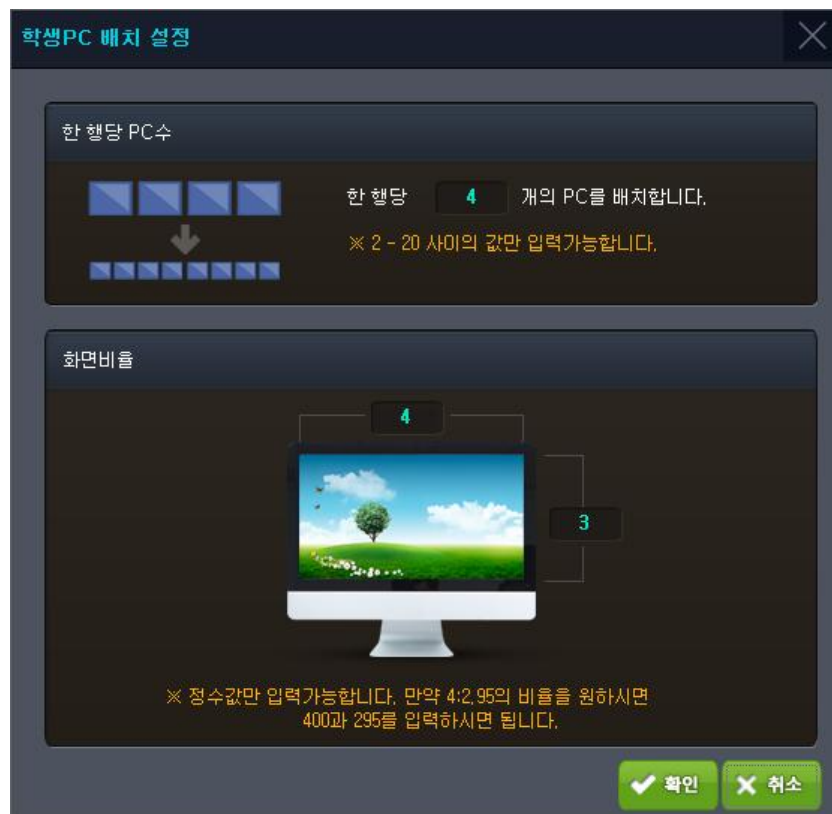 학생PC 배치 설정
한 행당 PC수
한 행당 4 개의 PC를 배치합니다.
※ 2 - 20 사이의 값만 입력가능합니다.
화면비율
4
3
※ 정수값만 입력가능합니다. 만약 4:2.95의 비율을 원하시면
400과 295를 입력하시면 됩니다.
확인 취소